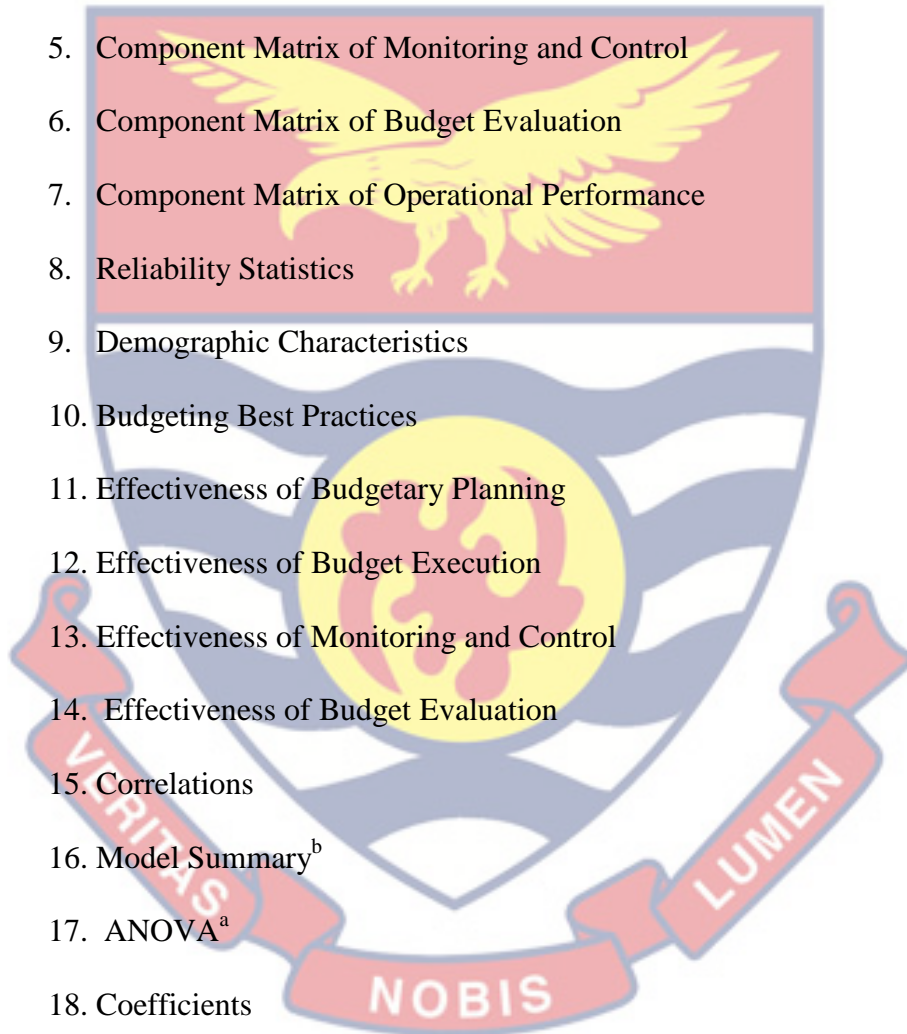 5. Component Matrix of Monitoring and Control
6. Component Matrix of Budget Evaluation
7. Component Matrix of Operational Performance
8. Reliability Statistics
9. Demographic Characteristics
10. Budgeting Best Practices
11. Effectiveness of Budgetary Planning
12. Effectiveness of Budget Execution
13. Effectiveness of Monitoring and Control
14. Effectiveness of Budget Evaluation
15. Correlations
16. Model Summary^b
17. ANOVA^a
18. Coefficients
VERITAS
NOBIS
LUMEN